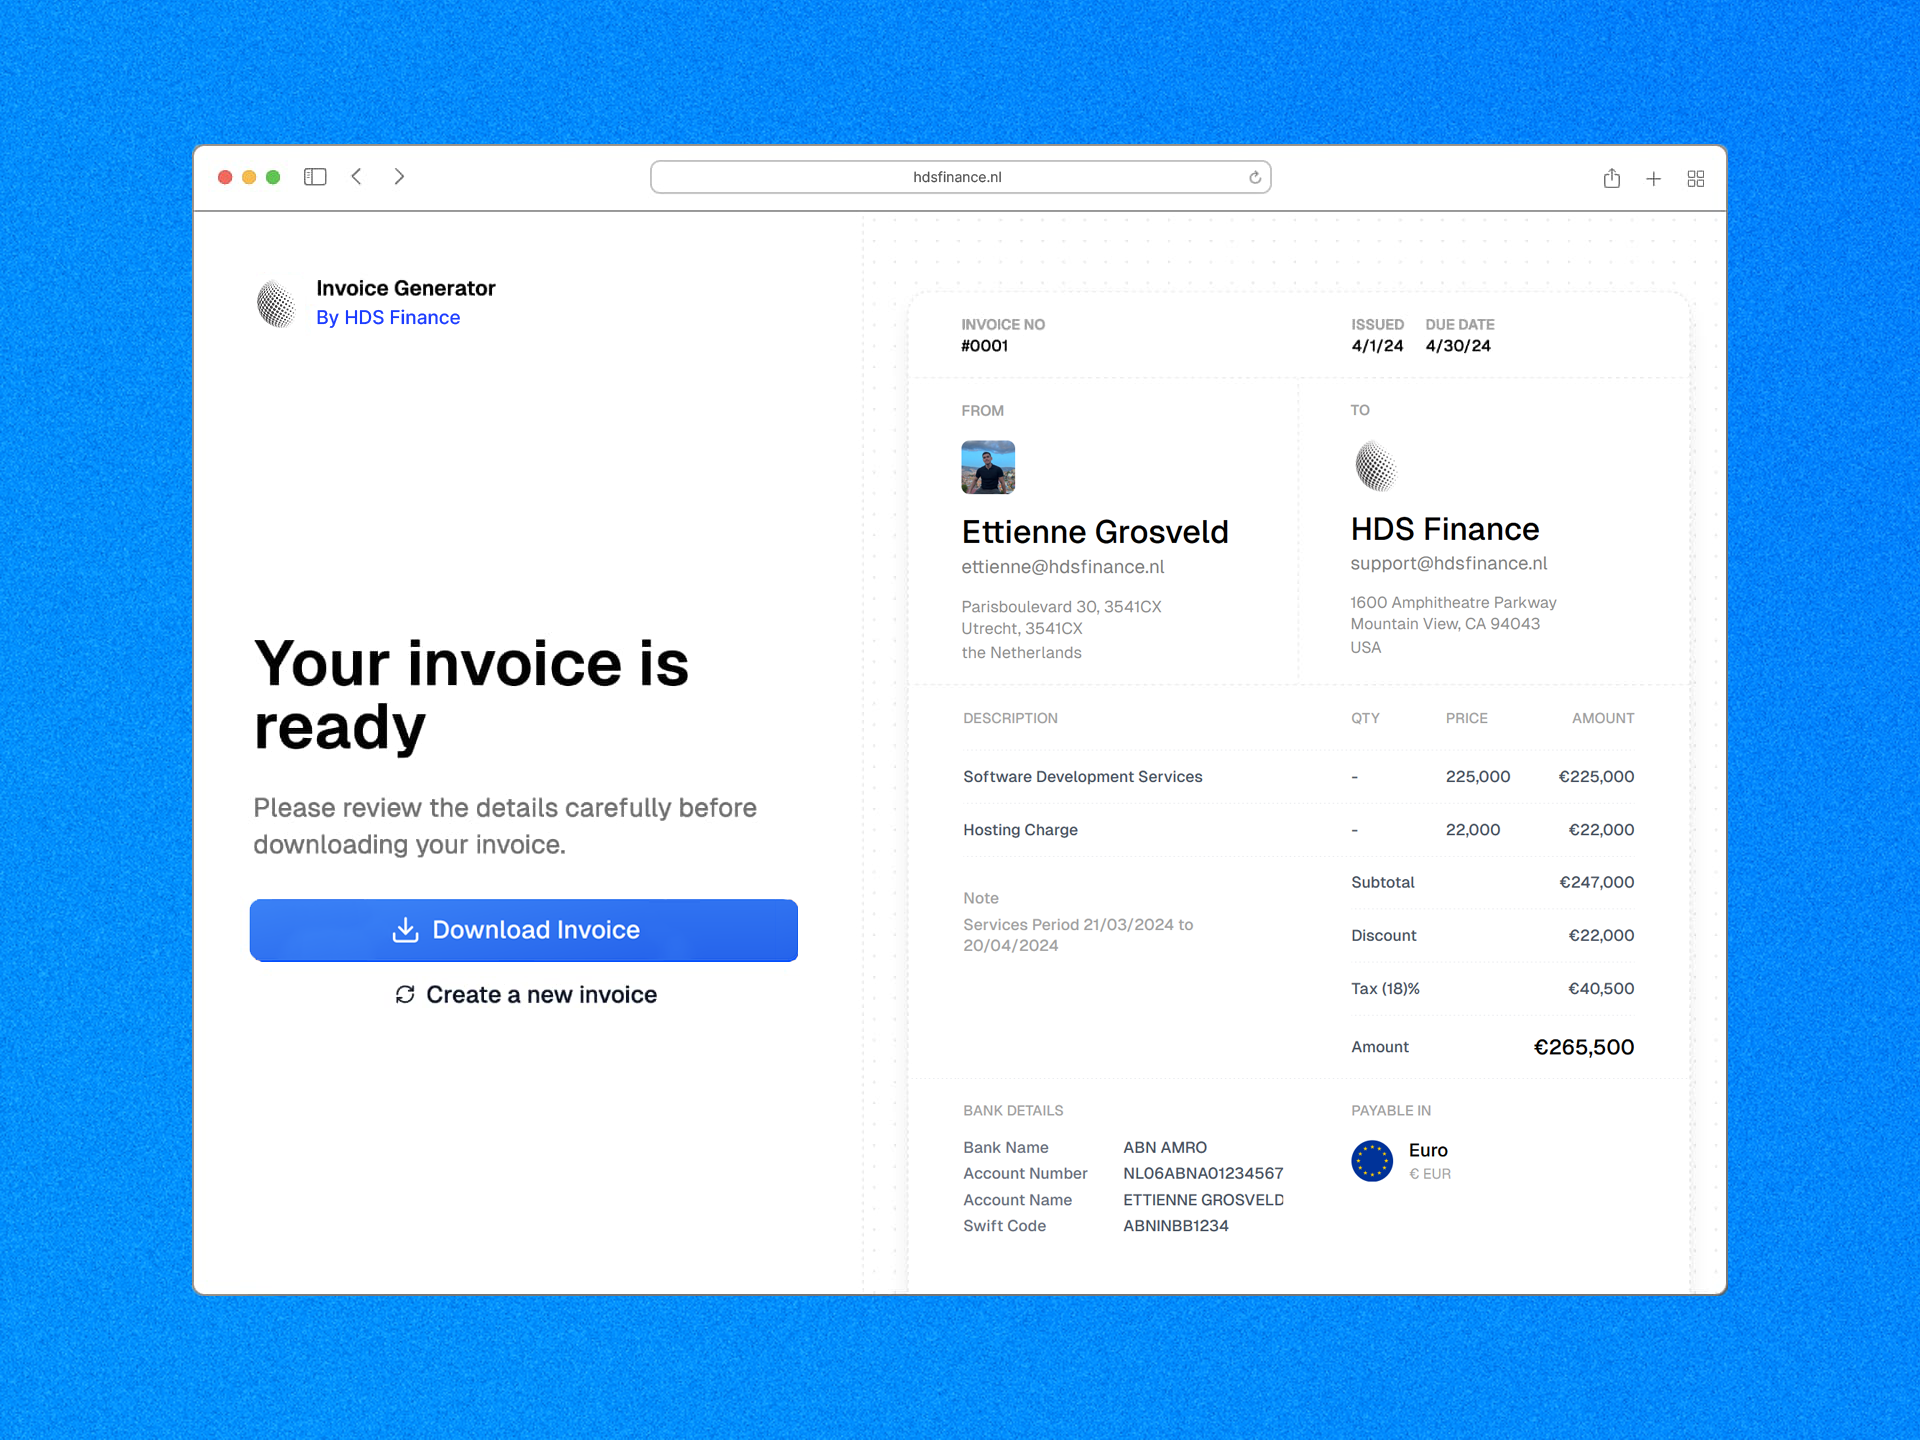 hdsfinance.nl
Invoice Generator
By HDS Finance
Your invoice is
ready
Please review the details carefully before
downloading your invoice.
Download Invoice
Create a new invoice
INVOICE NO
#0001
ISSUED
4/1/24
DUE DATE
4/30/24
FROM
Ettienne Grosveld
ettienne@hdsfinance.nl
Parisboulevard 30, 3541CX
Utrecht, 3541CX
the Netherlands
TO
HDS Finance
support@hdsfinance.nl
1600 Amphitheatre Parkway
Mountain View, CA 94043
USA
DESCRIPTION QTY PRICE AMOUNT
Software Development Services - 225,000 €225,000
Hosting Charge - 22,000 €22,000
Note
Services Period 21/03/2024 to
20/04/2024
Subtotal €247,000
Discount €22,000
Tax (18)% €40,500
Amount €265,500
BANK DETAILS
Bank Name ABN AMRO
Account Number NL06ABNA01234567
Account Name ETTIENNE GROSVELD
Swift Code ABNINBB1234
PAYABLE IN
Euro
€ EUR